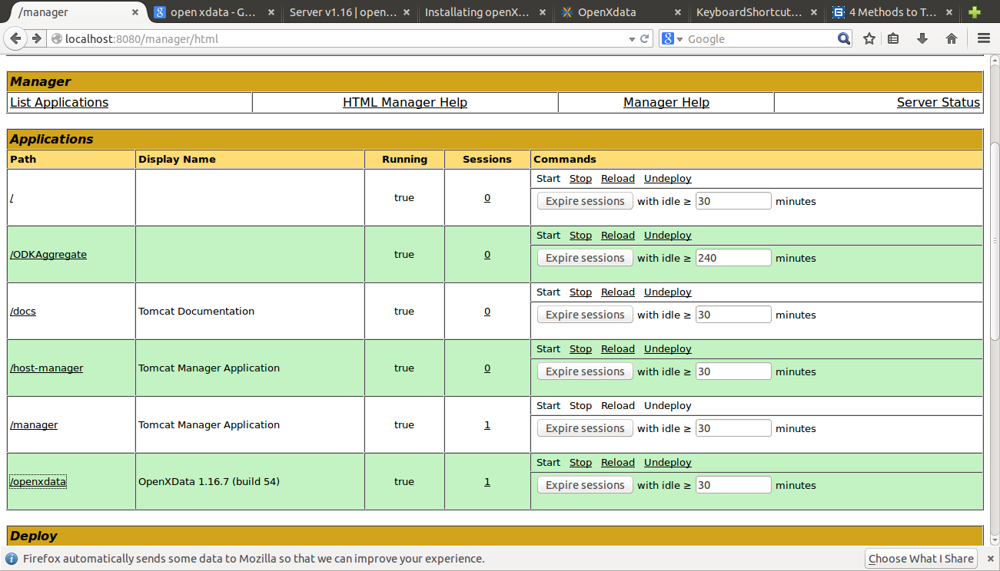 /manager × open xdata - G... × Server v1.16 | open... × Installing openX... × OpenXdata × KeyboardShortcut... × 4 Methods to T... ×
localhost:8080/manager/html Google
Manager
List Applications HTML Manager Help Manager Help Server Status
Applications
Path Display Name Running Sessions Commands
Start Stop Reload Undeploy
/ true 0
Expire sessions with idle ≥ 30 minutes
Start Stop Reload Undeploy
/ODKAggregate true 0
Expire sessions with idle ≥ 240 minutes
Start Stop Reload Undeploy
/docs Tomcat Documentation true 0
Expire sessions with idle ≥ 30 minutes
Start Stop Reload Undeploy
/host-manager Tomcat Manager Application true 0
Expire sessions with idle ≥ 30 minutes
Start Stop Reload Undeploy
/manager Tomcat Manager Application true 1
Expire sessions with idle ≥ 30 minutes
Start Stop Reload Undeploy
/openxdata OpenXData 1.16.7 (build 54) true 1
Expire sessions with idle ≥ 30 minutes
Deploy
Firefox automatically sends some data to Mozilla so that we can improve your experience. Choose What I Share ×